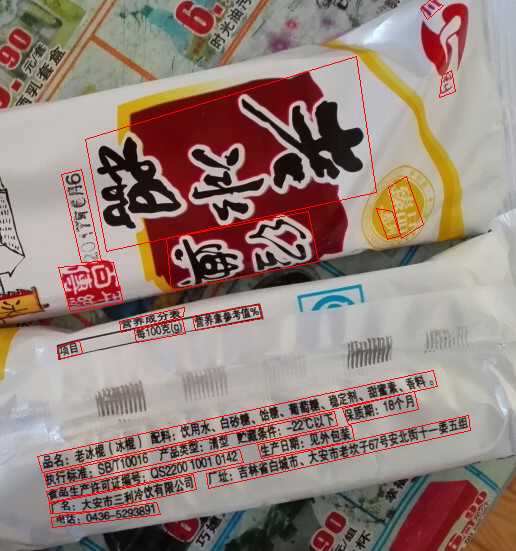 老冰棍
经典
营养成分表
项目 每100克(g) 营养素参考值%
品名：老冰棍（冰棍） 配料：饮用水、白砂糖、饴糖、葡萄糖、稳定剂、甜蜜素、香料。
执行标准：SB/T10016 产品类型：清型 贮藏条件：-22℃以下 保质期：18个月
食品生产许可证编号：QS2200 1001 0142 生产日期：见外包装
厂名：大安市三利冷饮有限公司 厂址：吉林省白城市、大安市老坎子67号安北街十一委五组
电话：0436-5293891